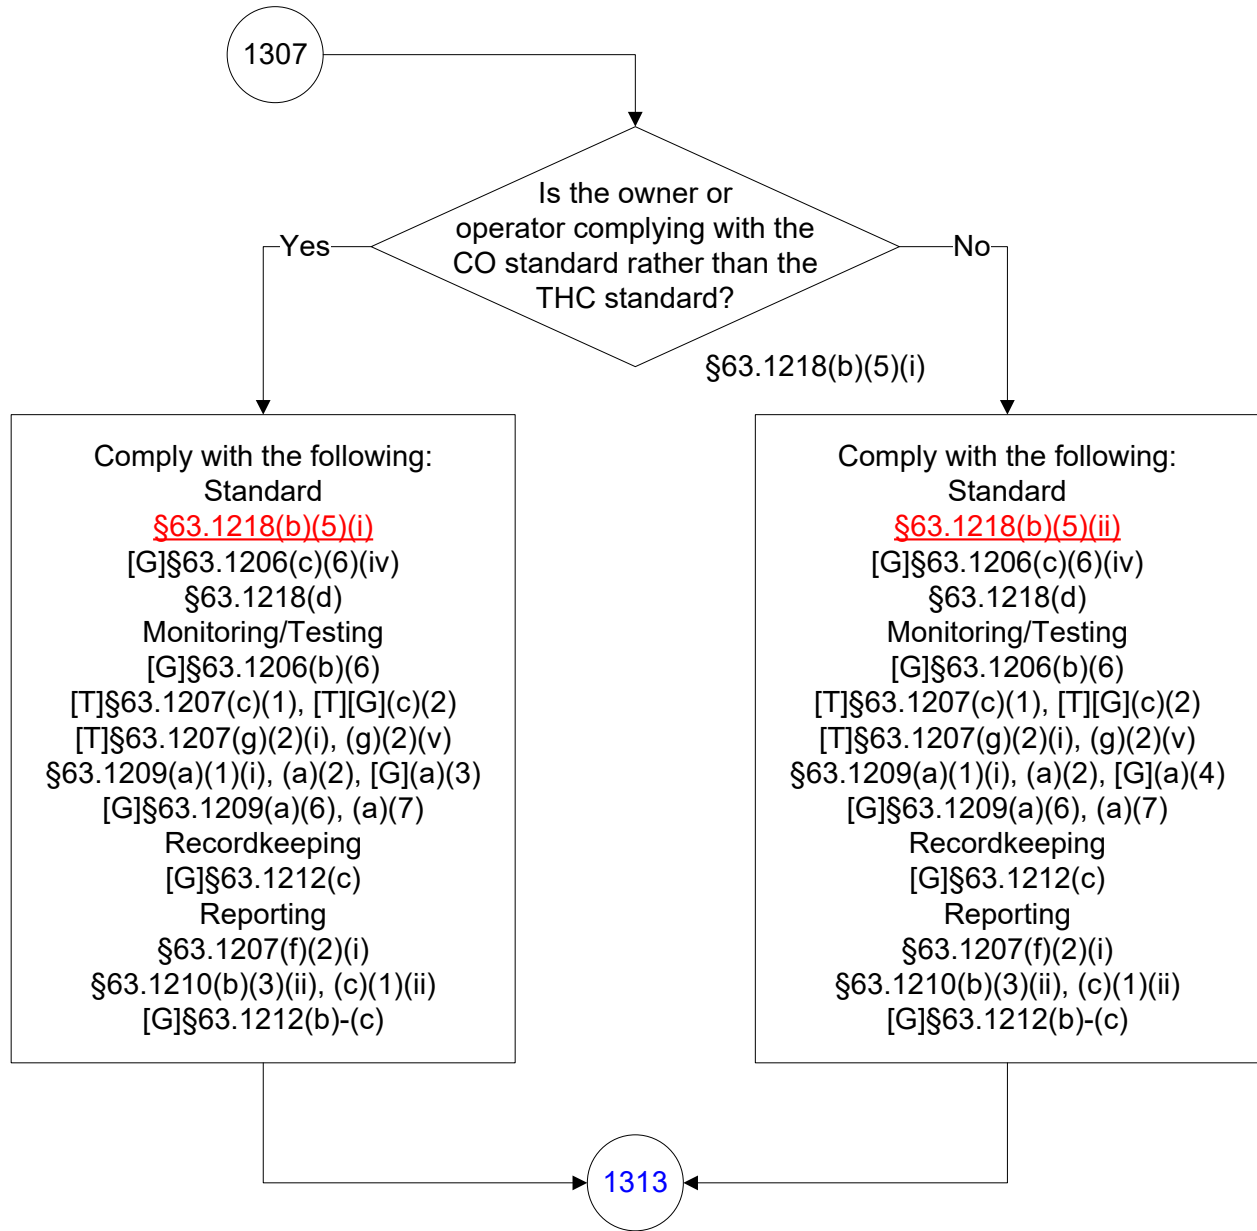 1307
Is the owner or
operator complying with the
CO standard rather than the
THC standard?
Yes
No
§63.1218(b)(5)(i)
Comply with the following:
Standard
§63.1218(b)(5)(i)
[G]§63.1206(c)(6)(iv)
§63.1218(d)
Monitoring/Testing
[G]§63.1206(b)(6)
[T]§63.1207(c)(1), [T][G](c)(2)
[T]§63.1207(g)(2)(i), (g)(2)(v)
§63.1209(a)(1)(i), (a)(2), [G](a)(3)
[G]§63.1209(a)(6), (a)(7)
Recordkeeping
[G]§63.1212(c)
Reporting
§63.1207(f)(2)(i)
§63.1210(b)(3)(ii), (c)(1)(ii)
[G]§63.1212(b)-(c)
Comply with the following:
Standard
§63.1218(b)(5)(ii)
[G]§63.1206(c)(6)(iv)
§63.1218(d)
Monitoring/Testing
[G]§63.1206(b)(6)
[T]§63.1207(c)(1), [T][G](c)(2)
[T]§63.1207(g)(2)(i), (g)(2)(v)
§63.1209(a)(1)(i), (a)(2), [G](a)(4)
[G]§63.1209(a)(6), (a)(7)
Recordkeeping
[G]§63.1212(c)
Reporting
§63.1207(f)(2)(i)
§63.1210(b)(3)(ii), (c)(1)(ii)
[G]§63.1212(b)-(c)
1313